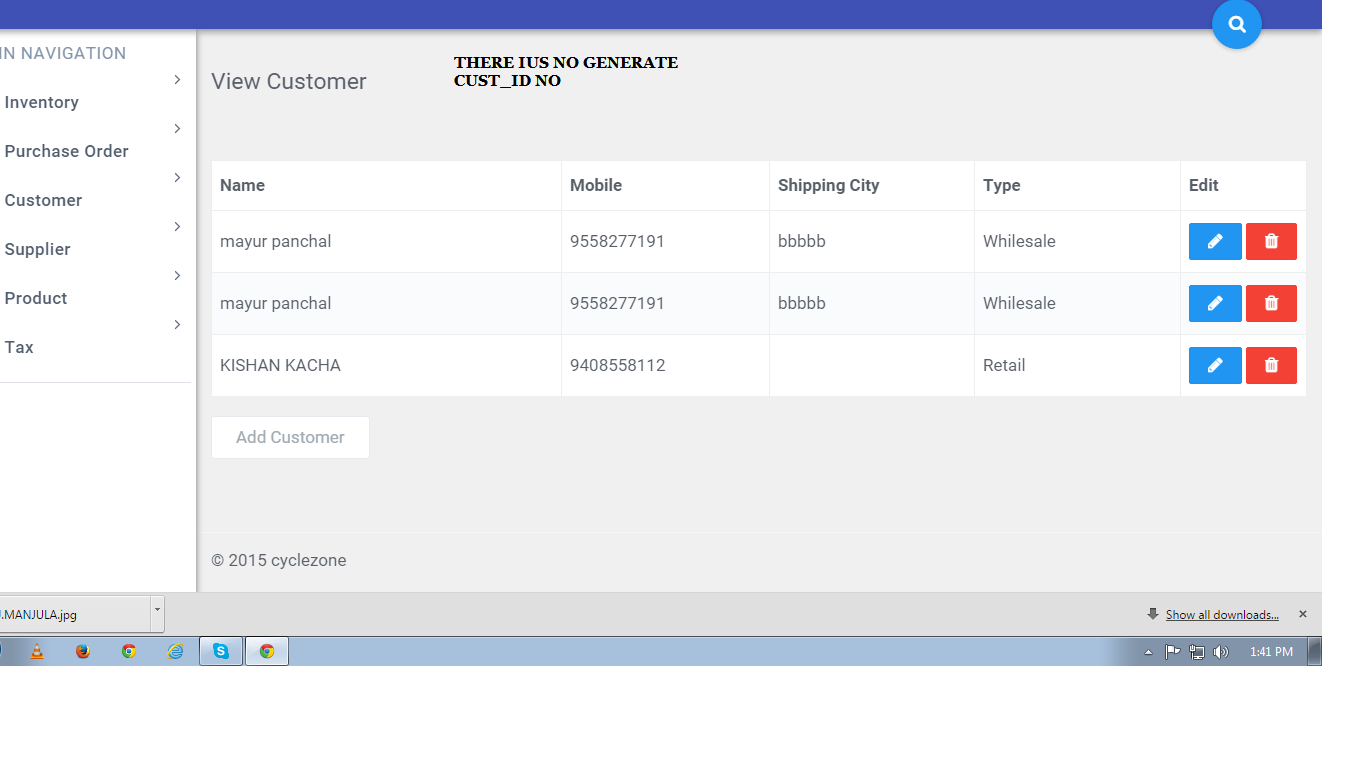 IN NAVIGATION
Inventory
Purchase Order
Customer
Supplier
Product
Tax
View Customer
THERE IUS NO GENERATE
CUST_ID NO
Name Mobile Shipping City Type Edit
mayur panchal 9558277191 bbbbb Whilesale
mayur panchal 9558277191 bbbbb Whilesale
KISHAN KACHA 9408558112 Retail
Add Customer
© 2015 cyclezone
.MANJULA.jpg
Show all downloads...
1:41 PM